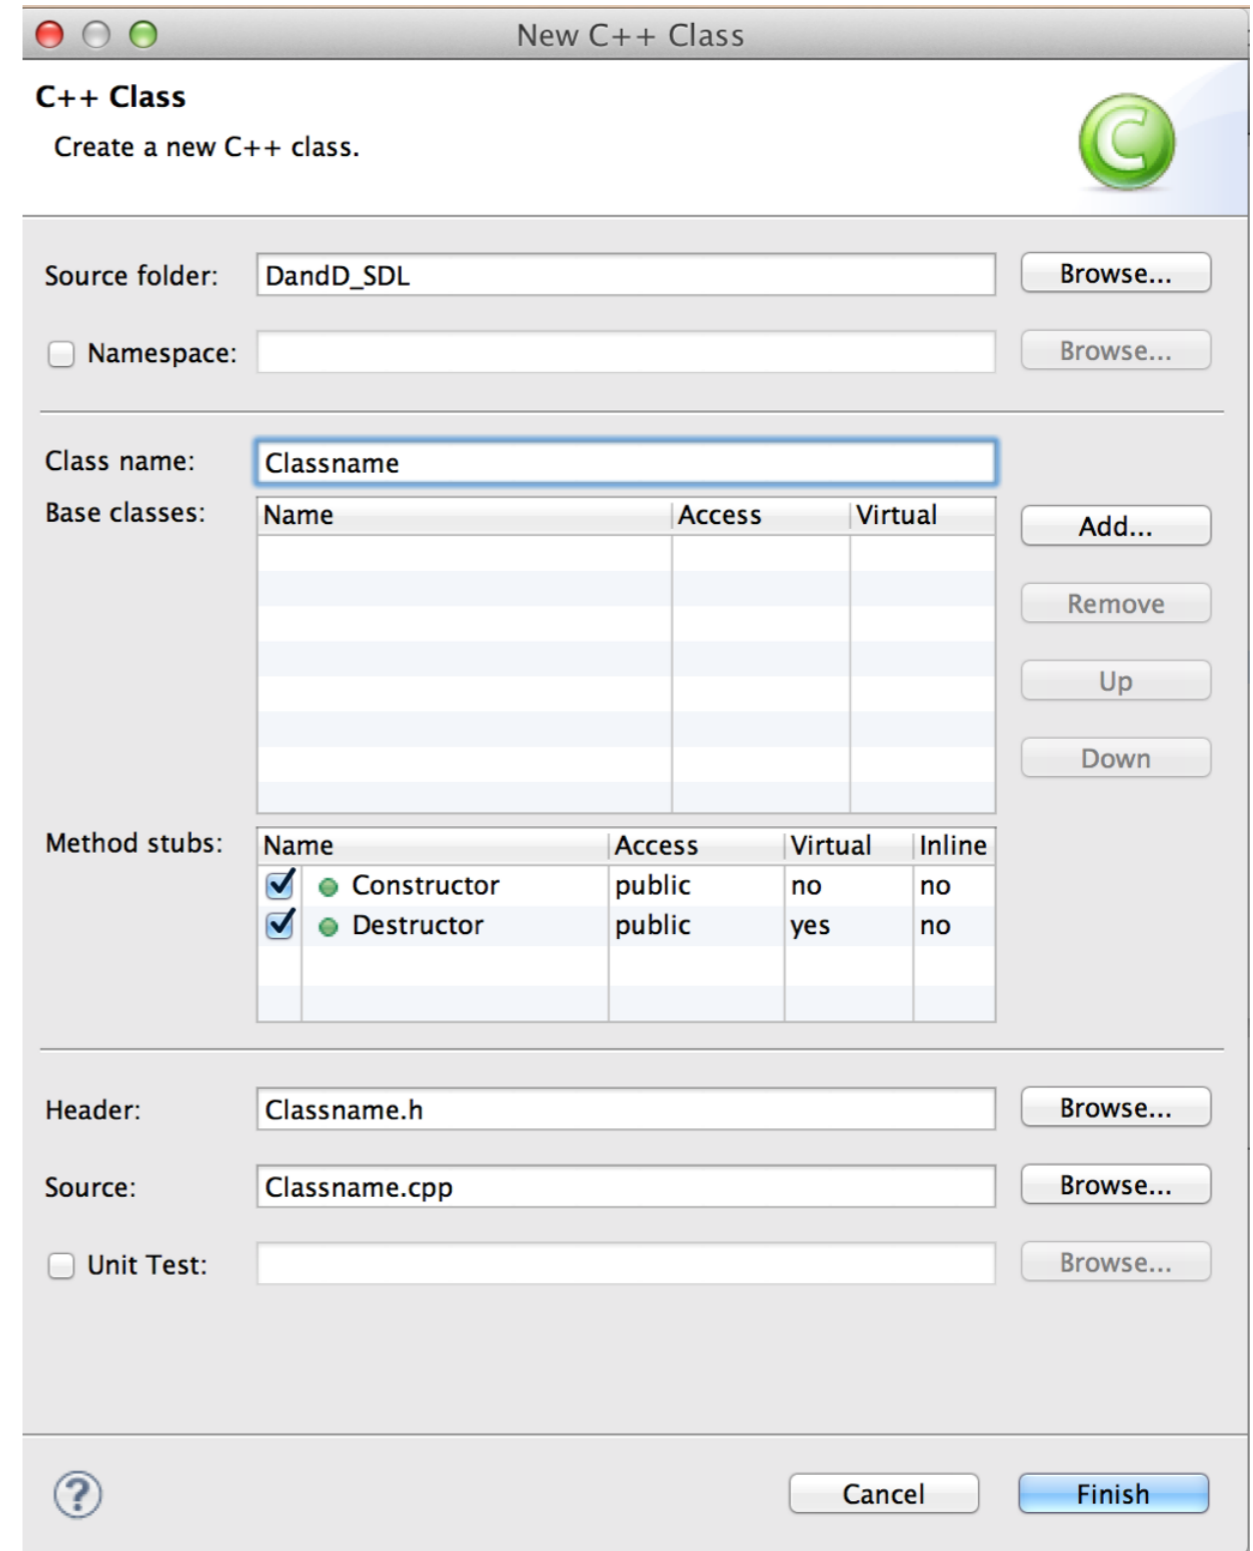 New C++ Class
C++ Class
Create a new C++ class.
Source folder: DandD_SDL Browse...
Namespace: Browse...
Class name: Classname
Base classes: Name Access Virtual Add...
Remove
Up
Down
Method stubs: Name Access Virtual Inline
Constructor public no no
Destructor public yes no
Header: Classname.h Browse...
Source: Classname.cpp Browse...
Unit Test: Browse...
? Cancel Finish